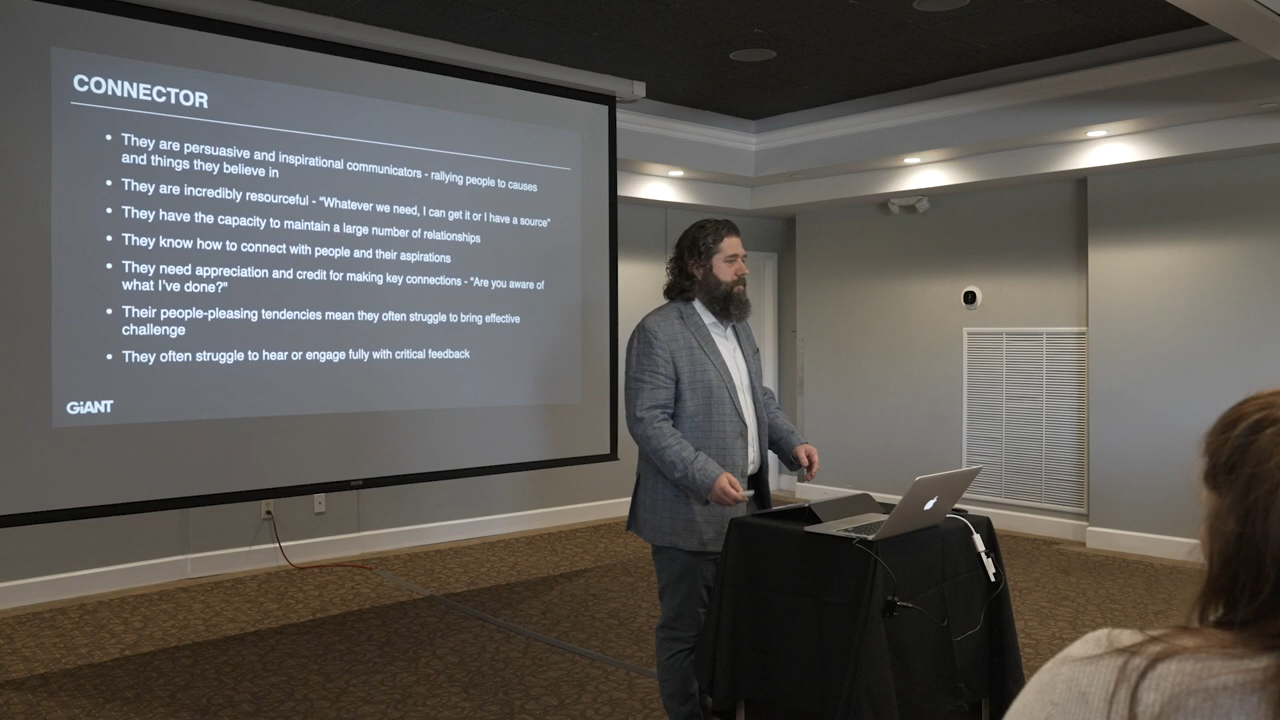 CONNECTOR
• They are persuasive and inspirational communicators - rallying people to causes
and things they believe in
• They are incredibly resourceful - “Whatever we need, I can get it or I have a source”
• They have the capacity to maintain a large number of relationships
• They know how to connect with people and their aspirations
• They need appreciation and credit for making key connections - “Are you aware of
what I've done?"
• Their people-pleasing tendencies mean they often struggle to bring effective
challenge
• They often struggle to hear or engage fully with critical feedback
GiANT